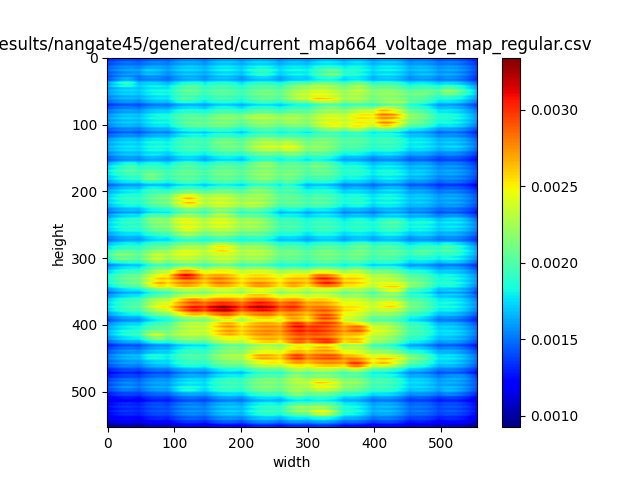 esults/nangate45/generated/current_map664_voltage_map_regular.csv
0
100
200
300
400
500
height
0 100 200 300 400 500
width
0.0030
0.0025
0.0020
0.0015
0.0010